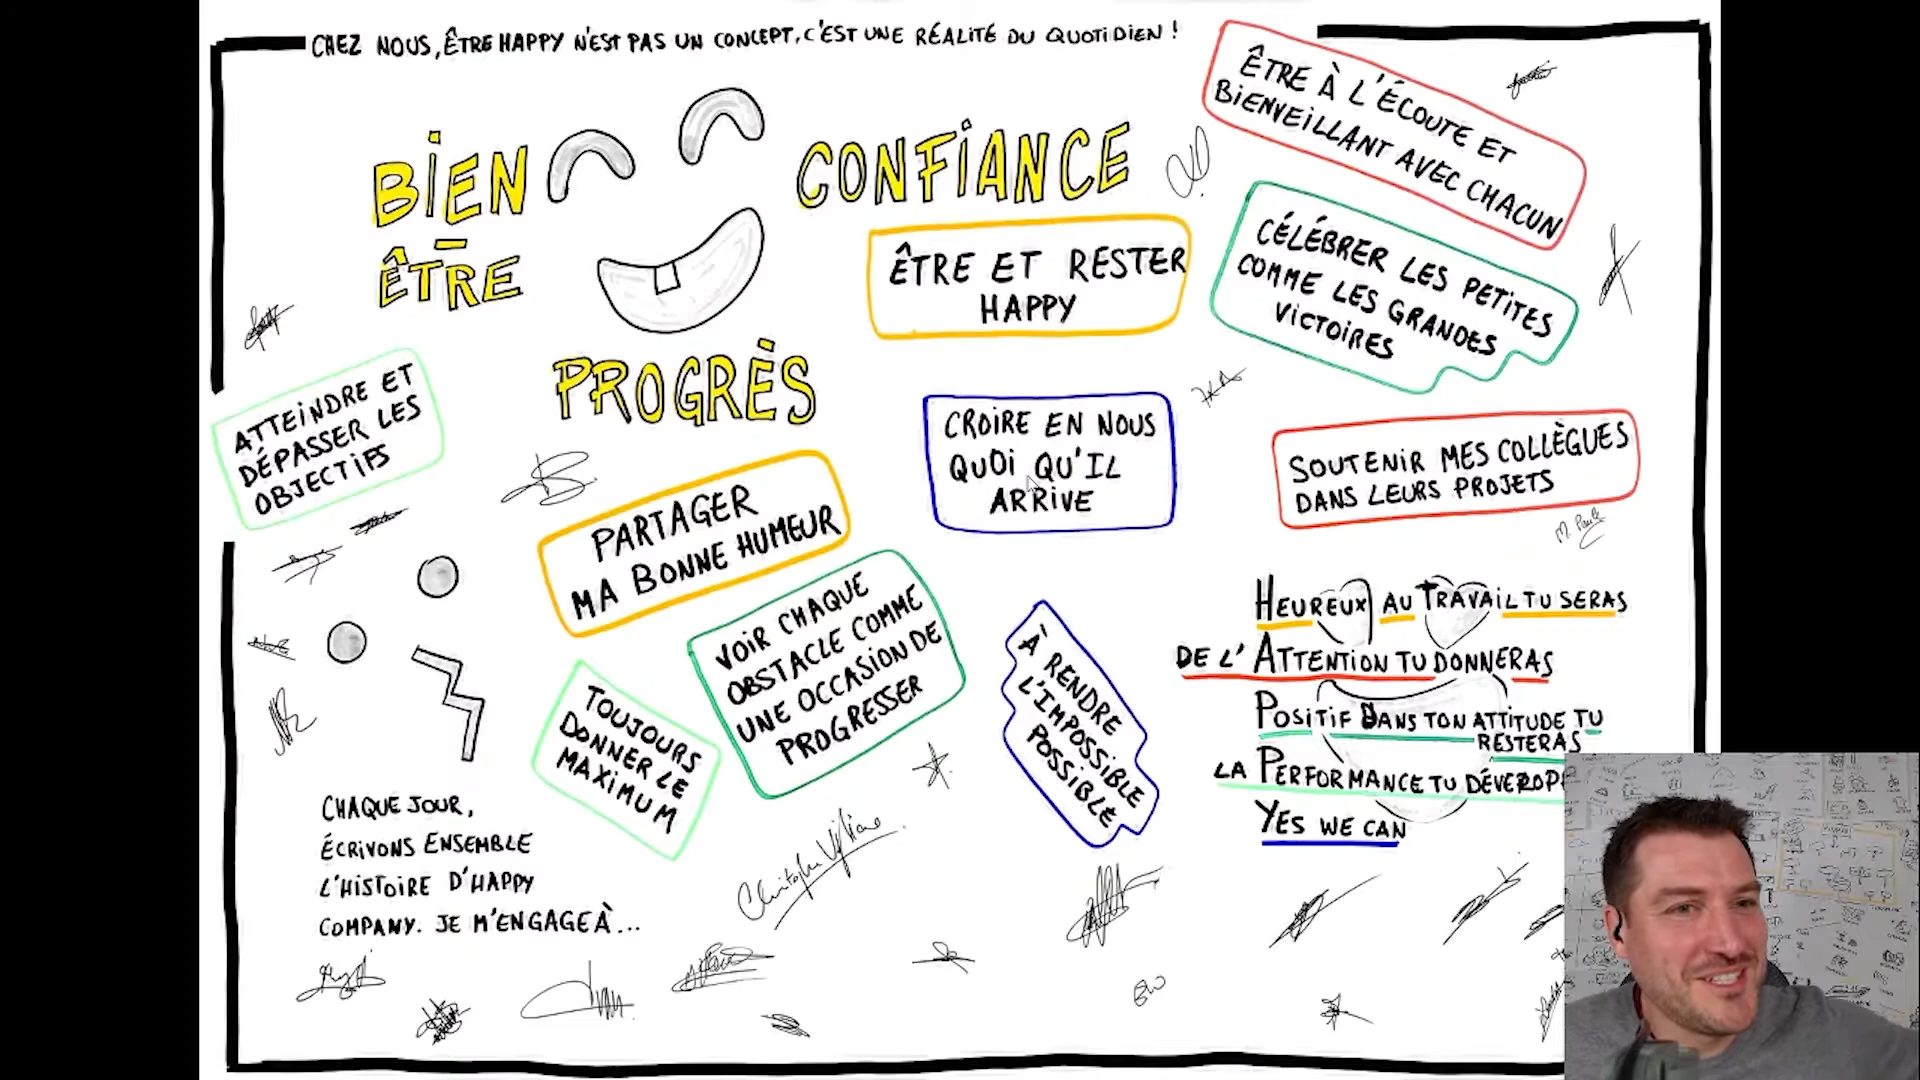 CHEZ NOUS, ÊTRE HAPPY N'EST PAS UN CONCEPT, C'EST UNE RÉALITÉ DU QUOTIDIEN !
BIEN
-
ÊTRE
CONFIANCE
PROGRÈS
ÊTRE À L'ÉCOUTE ET
BIENVEILLANT AVEC CHACUN
ÊTRE ET RESTER
HAPPY
CÉLÉBRER LES PETITES
COMME LES GRANDES
VICTOIRES
ATTEINDRE ET
DÉPASSER LES
OBJECTIFS
CROIRE EN NOUS
QUOI QU'IL
ARRIVE
SOUTENIR MES COLLÈGUES
DANS LEURS PROJETS
PARTAGER
MA BONNE HUMEUR
VOIR CHAQUE
OBSTACLE COMME
UNE OCCASION DE
PROGRESSER
TOUJOURS
DONNER LE
MAXIMUM
À RENDRE
L'IMPOSSIBLE
POSSIBLE
HEUREUX AU TRAVAIL TU SERAS
DE L'ATTENTION TU DONNERAS
POSITIF DANS TON ATTITUDE TU
RESTERAS
LA PERFORMANCE TU
YES WE CAN
CHAQUE JOUR,
ÉCRIVONS ENSEMBLE
L'HISTOIRE D'HAPPY
COMPANY. JE M'ENGAGE À...